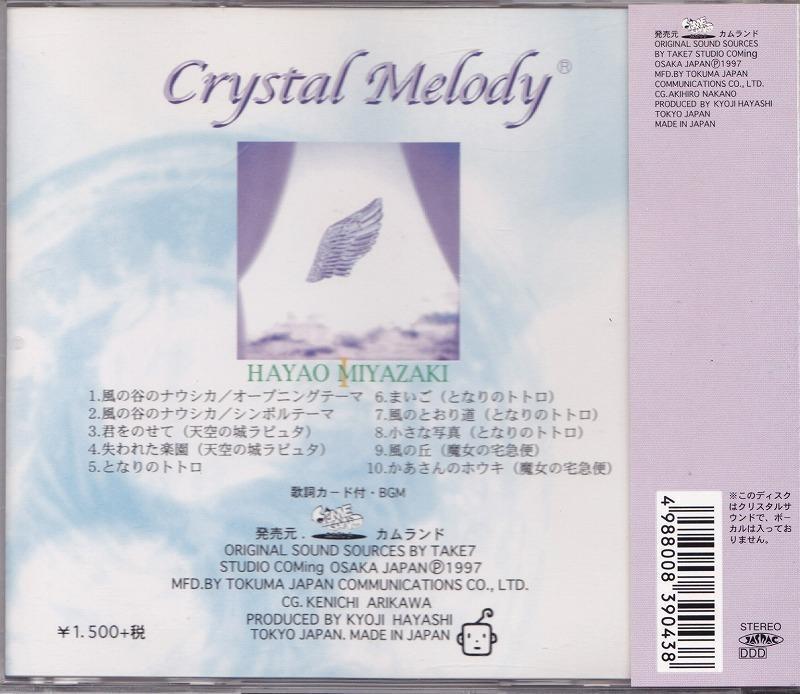 Crystal Melody®
HAYAO MIYAZAKI
I
1.風の谷のナウシカ／オープニングテーマ
2.風の谷のナウシカ／シンボルテーマ
3.君をのせて（天空の城ラピュタ）
4.失われた楽園（天空の城ラピュタ）
5.となりのトトロ
6.まいご（となりのトトロ）
7.風のとおり道（となりのトトロ）
8.小さな写真（となりのトトロ）
9.風の丘（魔女の宅急便）
10.かあさんのホウキ（魔女の宅急便）
歌詞カード付・BGM
発売元. カムランド
ORIGINAL SOUND SOURCES BY TAKE7
STUDIO COMing OSAKA JAPANⓅ1997
MFD.BY TOKUMA JAPAN COMMUNICATIONS CO., LTD.
CG. KENICHI ARIKAWA
PRODUCED BY KYOJI HAYASHI
TOKYO JAPAN. MADE IN JAPAN
￥1.500+税
発売元 カムランド
ORIGINAL SOUND SOURCES
BY TAKE7 STUDIO COMing
OSAKA JAPANⓅ1997
MFD.BY TOKUMA JAPAN
COMMUNICATIONS CO., LTD.
CG.AKIHIRO NAKANO
PRODUCED BY KYOJI HAYASHI
TOKYO JAPAN
MADE IN JAPAN
4988008390438
※このディスク
はクリスタルサ
ウンドで、ボー
カルは入ってお
りません。
STEREO
JASRAC
DDD